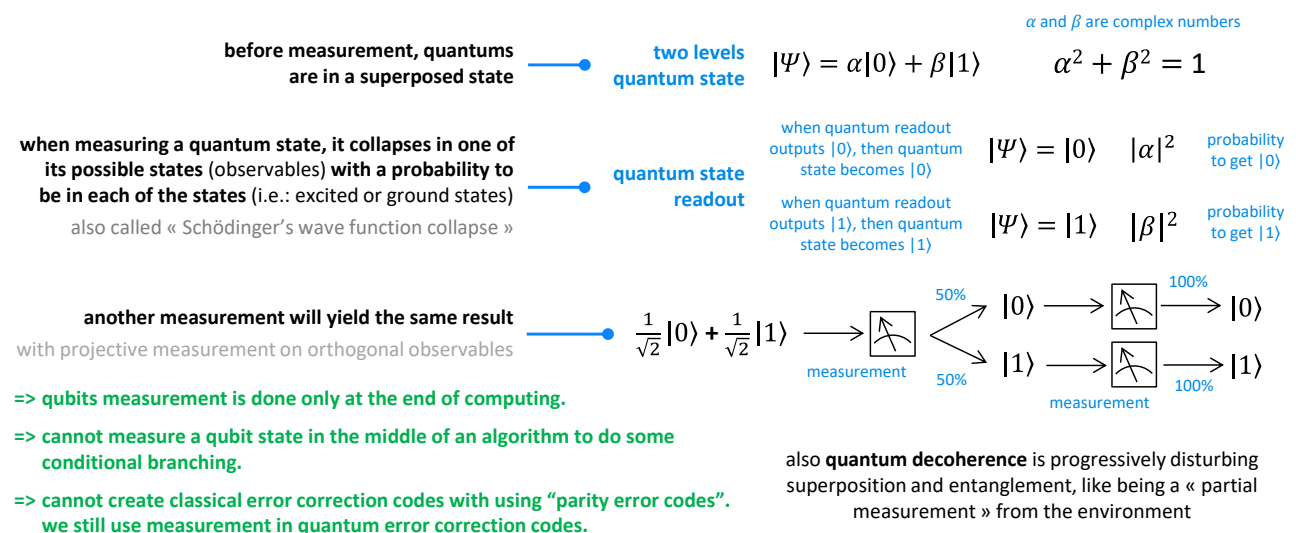 α and β are complex numbers
before measurement, quantums
are in a superposed state
two levels
quantum state
|Ψ⟩ = α|0⟩ + β|1⟩
α² + β² = 1
when measuring a quantum state, it collapses in one of
its possible states (observables) with a probability to
be in each of the states (i.e.: excited or ground states)
also called « Schödinger’s wave function collapse »
quantum state
readout
when quantum readout
outputs |0⟩, then quantum
state becomes |0⟩
|Ψ⟩ = |0⟩
|α|²
probability
to get |0⟩
when quantum readout
outputs |1⟩, then quantum
state becomes |1⟩
|Ψ⟩ = |1⟩
|β|²
probability
to get |1⟩
another measurement will yield the same result
with projective measurement on orthogonal observables
1/√2 |0⟩ + 1/√2 |1⟩
measurement
50%
|0⟩
100%
|0⟩
50%
|1⟩
100%
|1⟩
measurement
=> qubits measurement is done only at the end of computing.
=> cannot measure a qubit state in the middle of an algorithm to do some
conditional branching.
=> cannot create classical error correction codes with using “parity error codes”.
we still use measurement in quantum error correction codes.
also quantum decoherence is progressively disturbing
superposition and entanglement, like being a « partial
measurement » from the environment